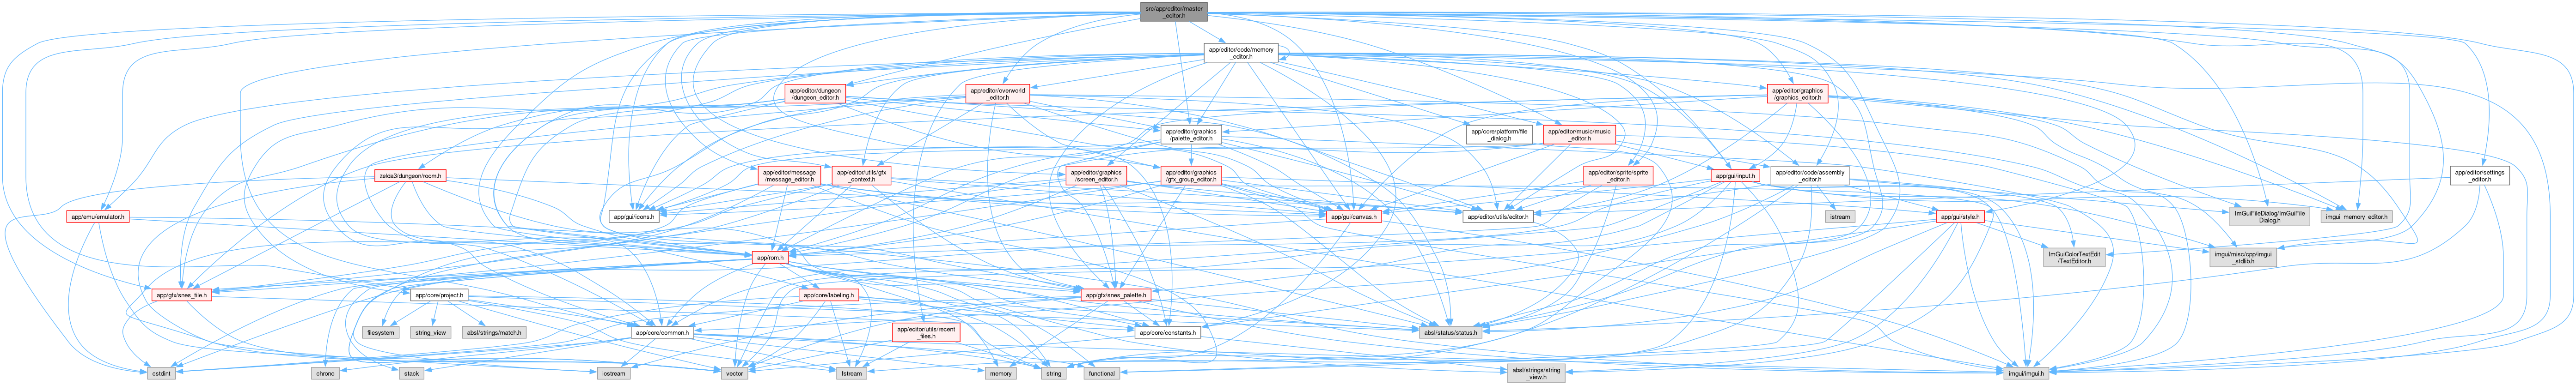 src/app/editor/master
_editor.h
app/editor/code/memory
_editor.h
app/editor/dungeon
/dungeon_editor.h
app/editor/overworld
_editor.h
app/editor/graphics
/graphics_editor.h
app/editor/graphics
/palette_editor.h
app/core/platform/file
_dialog.h
app/editor/music/music
_editor.h
zelda3/dungeon/room.h
app/editor/message
/message_editor.h
app/editor/utils/gfx
_context.h
app/editor/graphics
/screen_editor.h
app/editor/graphics
/gfx_group_editor.h
app/editor/sprite/sprite
_editor.h
app/gui/input.h
app/editor/code/assembly
_editor.h
app/editor/settings
_editor.h
app/emu/emulator.h
app/gui/icons.h
app/gui/canvas.h
app/editor/utils/editor.h
istream
app/gui/style.h
ImGuiFileDialog/ImGuiFile
Dialog.h
imgui_memory_editor.h
app/rom.h
ImGuiColorTextEdit
/TextEditor.h
imgui/misc/cpp/imgui
_stdlib.h
app/gfx/snes_tile.h
app/core/project.h
app/core/labeling.h
app/gfx/snes_palette.h
filesystem
string_view
absl/strings/match.h
app/core/common.h
app/editor/utils/recent
_files.h
app/core/constants.h
absl/status/status.h
cstdint
chrono
stack
iostream
vector
fstream
memory
string
functional
absl/strings/string
_view.h
imgui/imgui.h